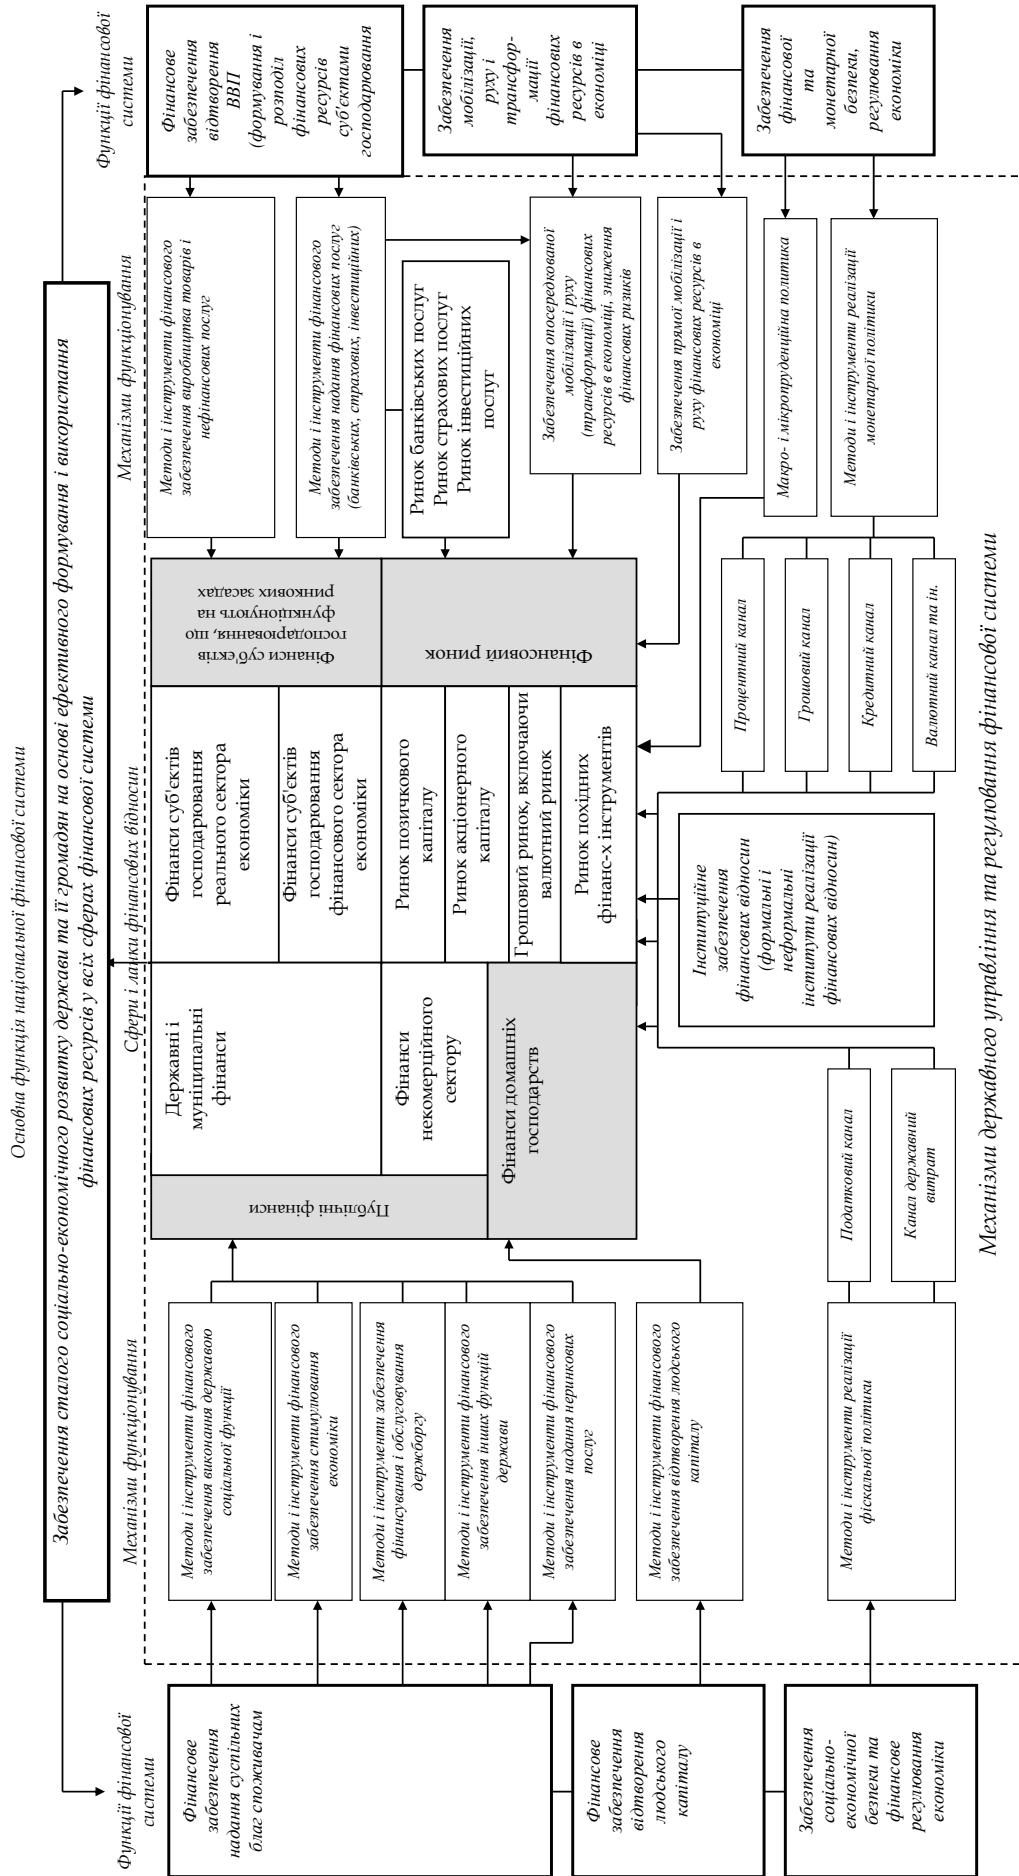 Основна функція національної фінансової системи
Забезпечення сталого соціально-економічного розвитку держави та її громадян на основі ефективного формування і використання
фінансових ресурсів у всіх сферах фінансової системи
Функції фінансової
системи
Механізми функціонування
Сфери і ланки фінансових відносин
Механізми функціонування
Функції фінансової
системи
Фінансове
забезпечення
надання суспільних
благ споживачам
Фінансове
забезпечення
відтворення
людського
капіталу
Забезпечення
соціально-
економічної
безпеки та
фінансове
регулювання
економіки
Методи і інструменти фінансового
забезпечення виконання державою
соціальної функції
Методи і інструменти фінансового
забезпечення стимулювання
економіки
Методи і інструменти забезпечення
фінансування і обслуговування
держборгу
Методи і інструменти фінансового
забезпечення інших функцій
держави
Методи і інструменти фінансового
забезпечення надання неринкових
послуг
Методи і інструменти фінансового
забезпечення відтворення людського
капіталу
Методи і інструменти реалізації
фіскальної політики
Публічні фінанси
Державні і
муніципальні
фінанси
Фінанси
некомерційного
сектору
Фінанси домашніх
господарств
Податковий канал
Канал державний
витрат
Фінанси суб'єктів
господарювання
реального сектора
економіки
Фінанси суб'єктів
господарювання
фінансового сектора
економіки
Ринок позичкового
капіталу
Ринок акціонерного
капіталу
Грошовий ринок, включаючи
валютний ринок
Ринок похідних
фінанс-х інструментів
Інституційне
забезпечення
фінансових відносин
(формальні і
неформальні
інститути реалізації
фінансових відносин)
Фінанси суб'єктів
господарювання, що
функціонують на
ринкових засадах
Фінансовий ринок
Процентний канал
Грошовий канал
Кредитний канал
Валютний канал та ін.
Методи і інструменти фінансового
забезпечення виробництва товарів і
нефінансових послуг
Методи і інструменти фінансового
забезпечення надання фінансових послуг
(банківських, страхових, інвестиційних)
Ринок банківських послуг
Ринок страхових послуг
Ринок інвестиційних
послуг
Забезпечення опосередкованої
мобілізації і руху
(трансформації) фінансових
ресурсів в економіці, зниження
фінансових ризиків
Забезпечення прямої мобілізації і
руху фінансових ресурсів в
економіці
Макро- і мікропруденційна политика
Методи і інструменти реалізації
монетарної політики
Фінансове
забезпечення
відтворення
ВВП
(формування і
розподіл
фінансових
ресурсів
суб'єктами
господарювання
Забезпечення
мобілізації,
руху і
трансфор-
мації
фінансових
ресурсів в
економіці
Забезпечення
фінансової
та
монетарної
безпеки,
регулювання
економіки
Механізми державного управління та регулювання фінансової системи